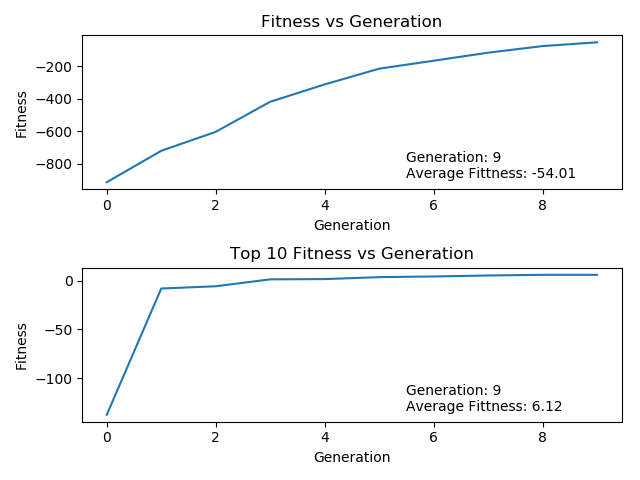 Fitness vs Generation
−200
−400
−600
−800
Fitness
Generation: 9
Average Fittness: -54.01
0 2 4 6 8
Generation
Top 10 Fitness vs Generation
0
−50
−100
Fitness
Generation: 9
Average Fittness: 6.12
0 2 4 6 8
Generation